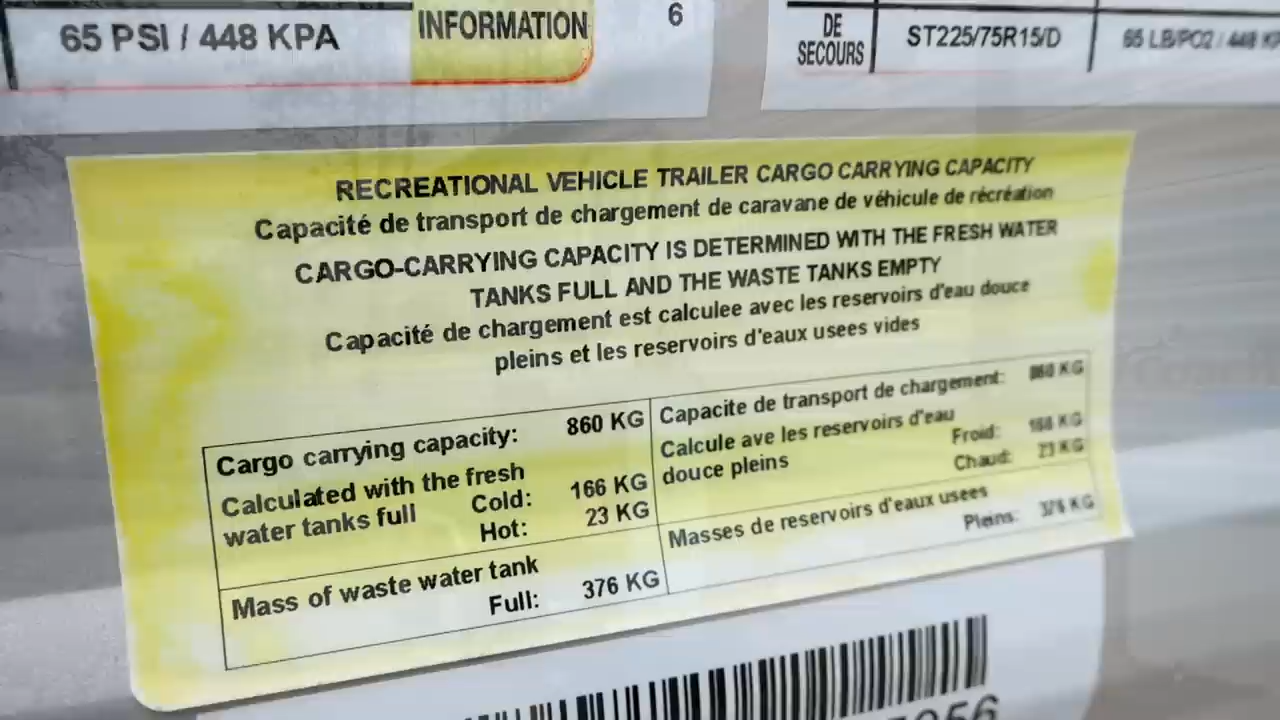 65 PSI / 448 KPA
INFORMATION
6
DE
SECOURS
ST225/75R15/D
65 LB/PO2 / 448
RECREATIONAL VEHICLE TRAILER CARGO CARRYING CAPACITY
Capacité de transport de chargement de caravane de véhicule de récréation
CARGO-CARRYING CAPACITY IS DETERMINED WITH THE FRESH WATER
TANKS FULL AND THE WASTE TANKS EMPTY
Capacité de chargement est calculee avec les reservoirs d'eau douce
pleins et les reservoirs d'eaux usees vides
Cargo carrying capacity: 860 KG
Calculated with the fresh
water tanks full
Cold: 166 KG
Hot: 23 KG
Mass of waste water tank
Full: 376 KG
Capacite de transport de chargement: 860 KG
Calcule ave les reservoirs d'eau
douce pleins
Froid: KG
Chaud: 23 KG
Masses de reservoirs d'eaux usees
Pleins: 376 KG